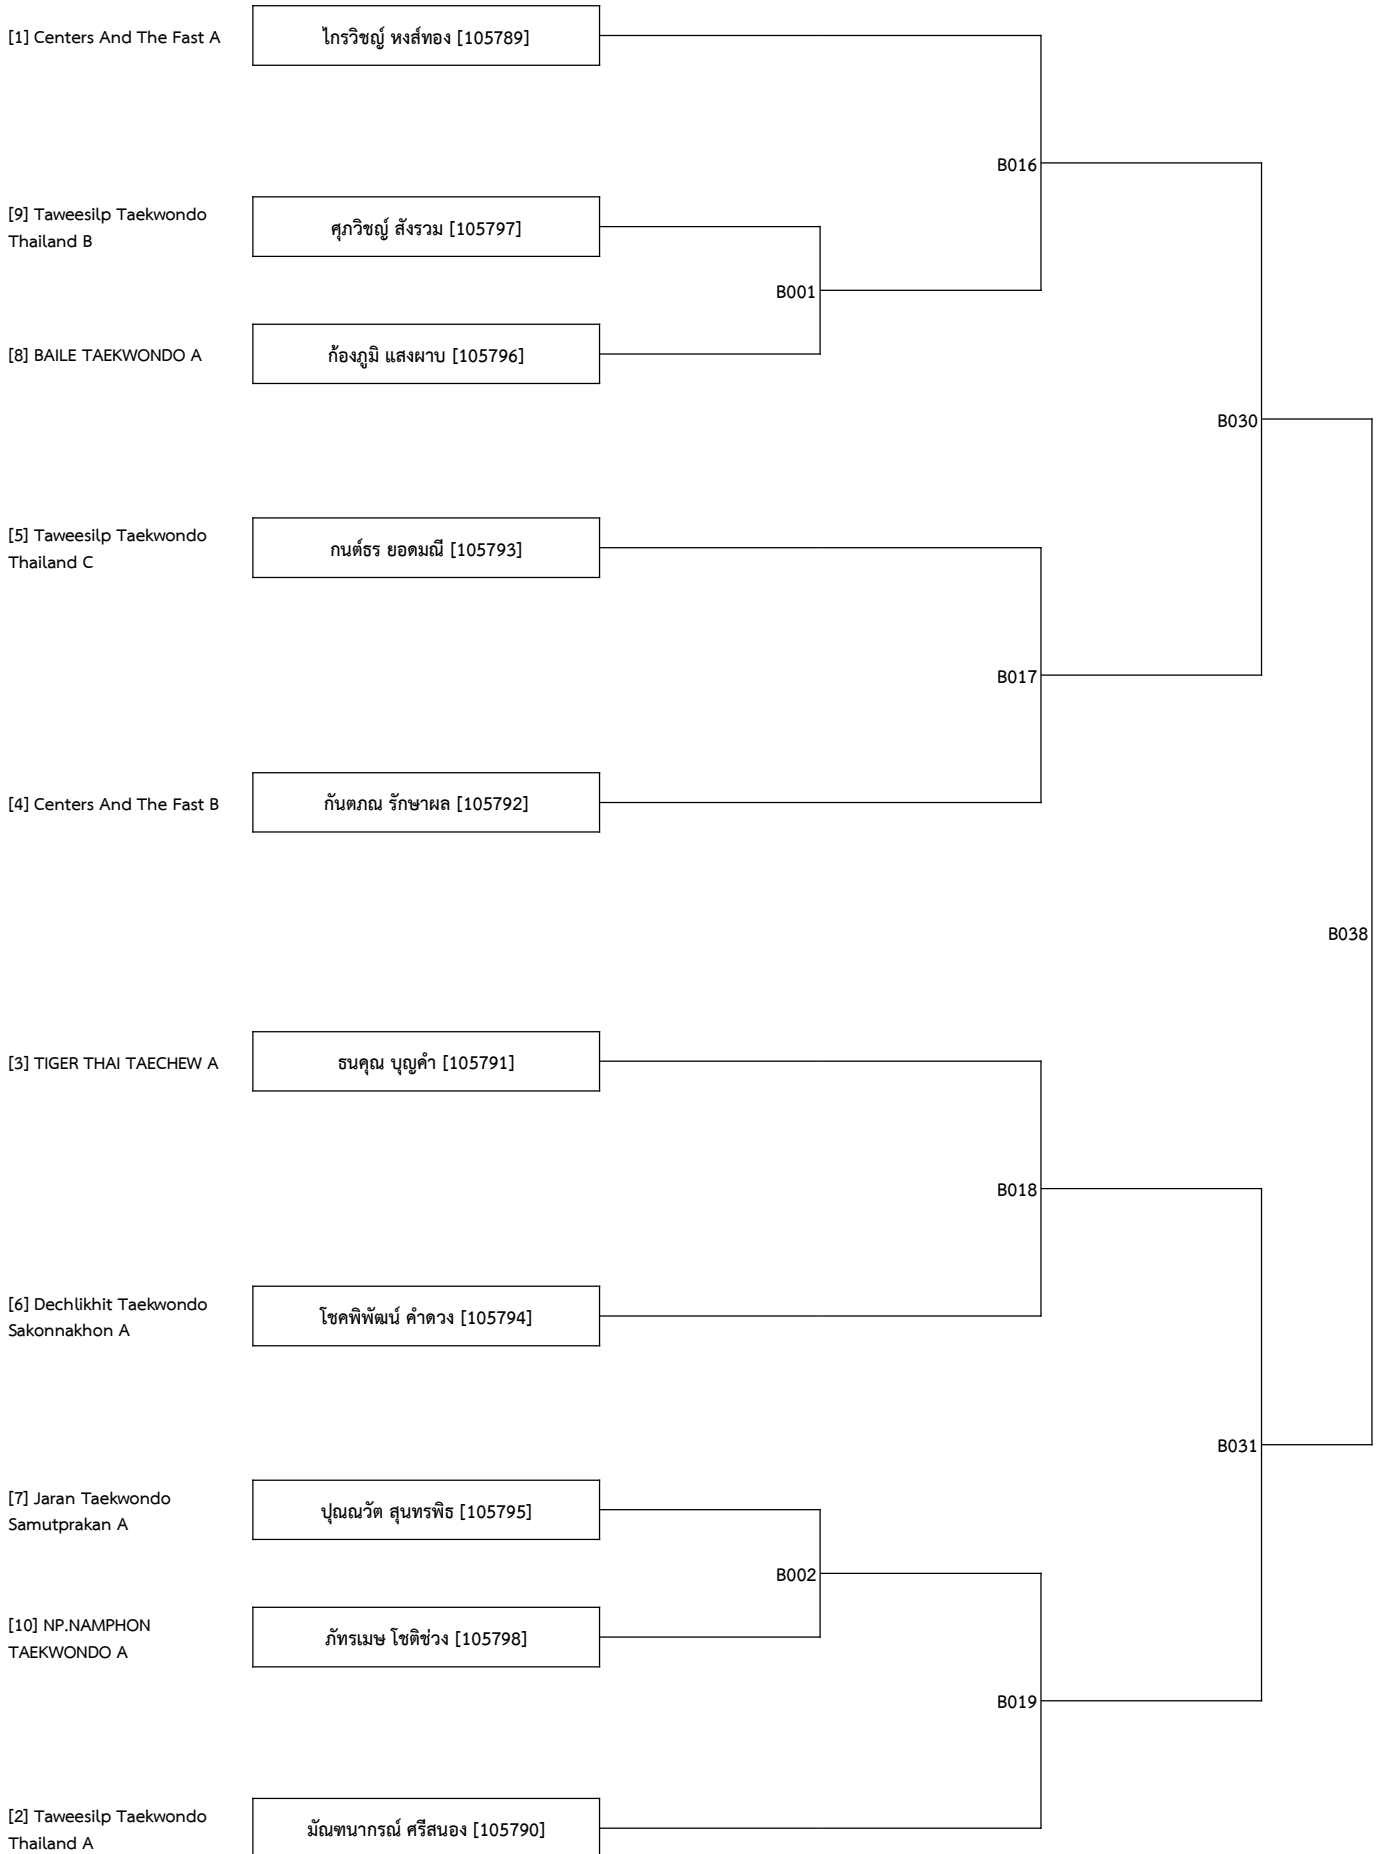 [1] Centers And The Fast A
ไกรวิชญ์ หงส์ทอง [105789]
B016
[9] Taweesilp Taekwondo
Thailand B
ศุภวิชญ์ สังรวม [105797]
B001
[8] BAILE TAEKWONDO A
ก้องภูมิ แสงผาบ [105796]
B030
[5] Taweesilp Taekwondo
Thailand C
กนต์ธร ยอดมณี [105793]
B017
[4] Centers And The Fast B
กันตภณ รักษาผล [105792]
B038
[3] TIGER THAI TAECHEW A
ธนคุณ บุญคำ [105791]
B018
[6] Dechlikhit Taekwondo
Sakonnakhon A
โชคพิพัฒน์ คำดวง [105794]
B031
[7] Jaran Taekwondo
Samutprakan A
ปุณณวัต สุนทรพิธ [105795]
B002
[10] NP.NAMPHON
TAEKWONDO A
ภัทรเมษ โชติช่วง [105798]
B019
[2] Taweesilp Taekwondo
Thailand A
มัณฑนากรณ์ ศรีสนอง [105790]